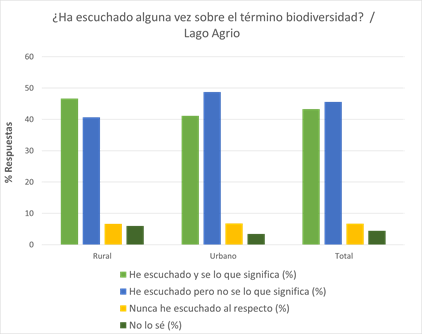 ¿Ha escuchado alguna vez sobre el término biodiversidad? /
Lago Agrio
% Respuestas
60
50
40
30
20
10
0
Rural
Urbano
Total
He escuchado y se lo que significa (%)
He escuchado pero no se lo que significa (%)
Nunca he escuchado al respecto (%)
No lo sé (%)